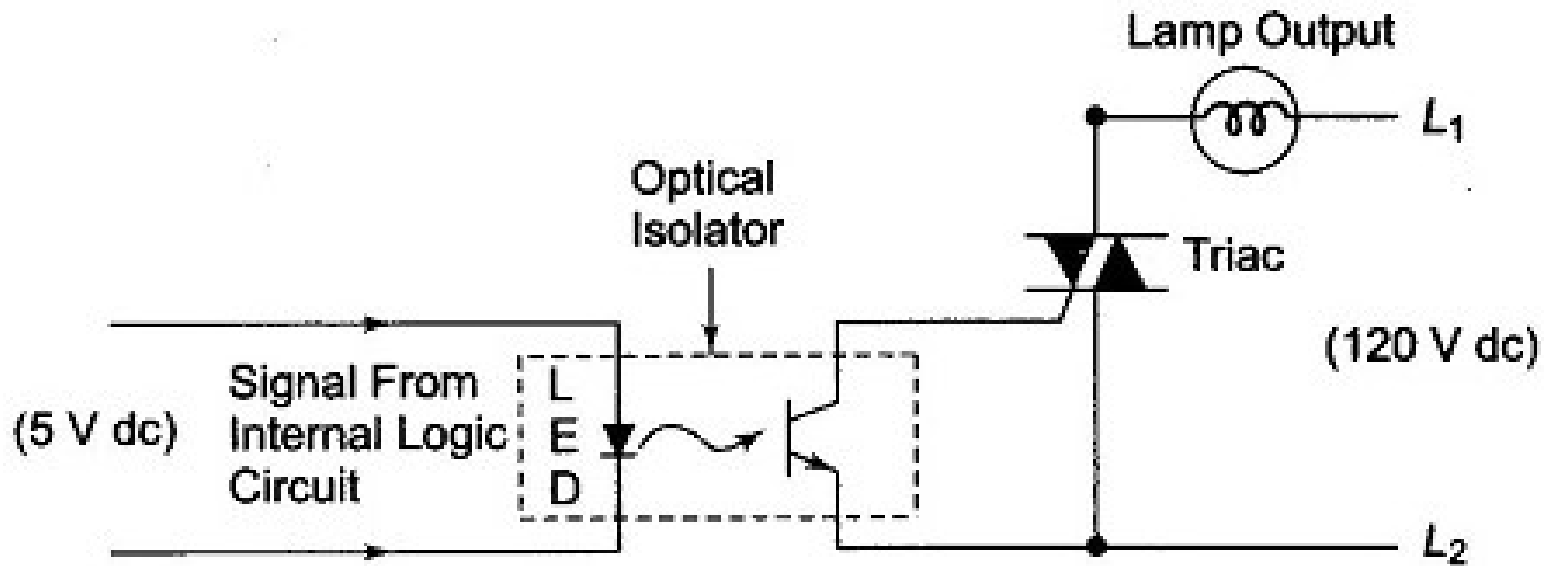 Lamp Output
L1
Optical
Isolator
Triac
(120 V dc)
(5 V dc)
Signal From
Internal Logic
Circuit
L
E
D
L2